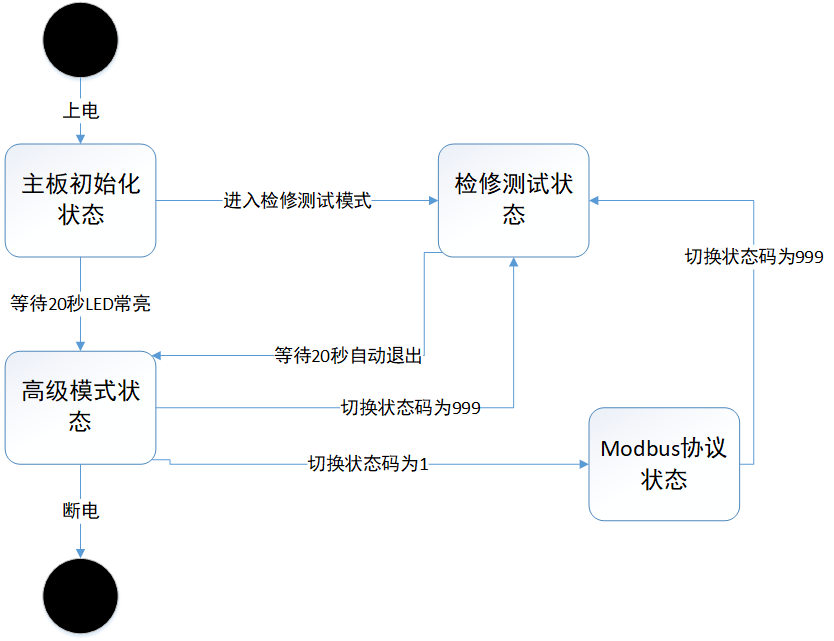 上电
主板初始化
状态
进入检修测试模式
检修测试状
态
切换状态码为999
等待20秒LED常亮
等待20秒自动退出
高级模式状
态
切换状态码为999
切换状态码为1
Modbus协议
状态
断电